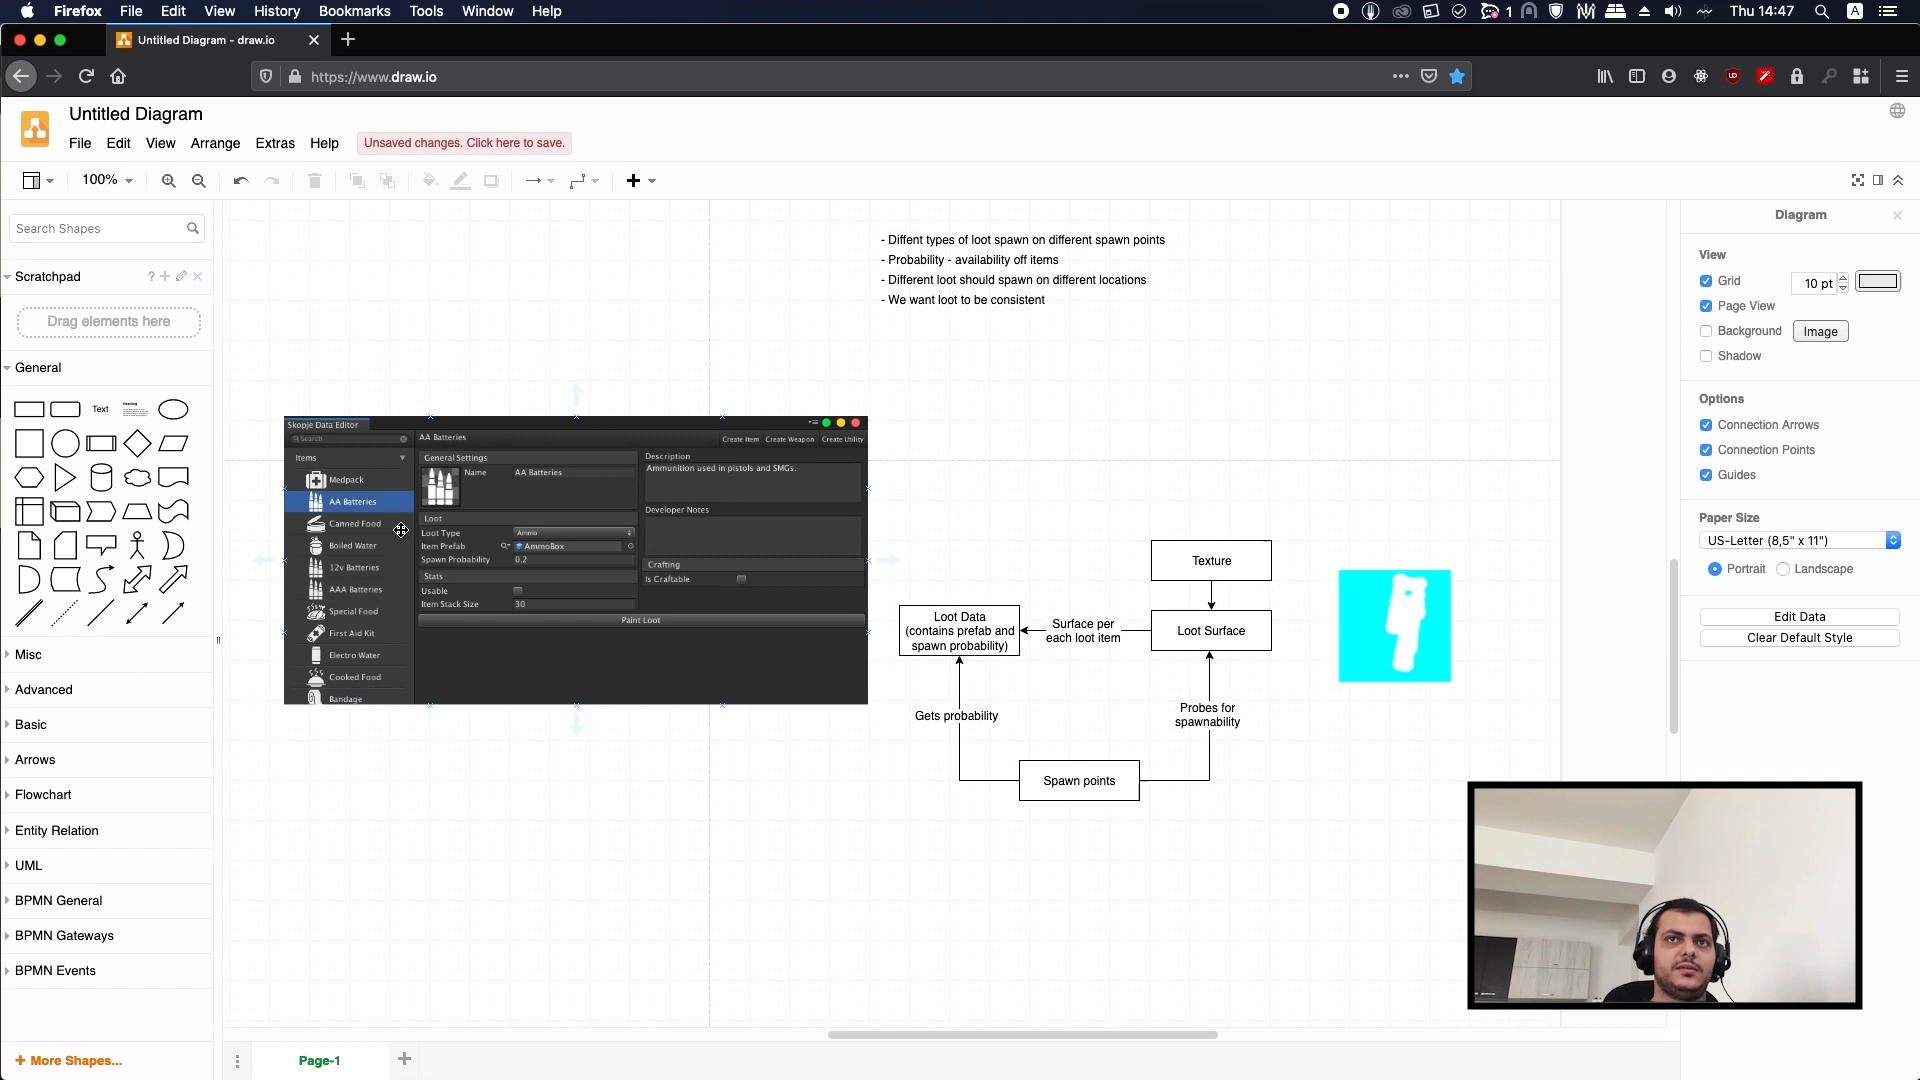 Firefox File Edit View History Bookmarks Tools Window Help
1
Thu 14:47
A
Untitled Diagram - draw.io
https://www.draw.io
Untitled Diagram
File Edit View Arrange Extras Help
Unsaved changes. Click here to save.
100%
Search Shapes
Scratchpad
?
Drag elements here
General
Text
Heading
Misc
Advanced
Basic
Arrows
Flowchart
Entity Relation
UML
BPMN General
BPMN Gateways
BPMN Events
+ More Shapes...
- Diffent types of loot spawn on different spawn points
- Probability - availability off items
- Different loot should spawn on different locations
- We want loot to be consistent
Skopje Data Editor
Search
Items
Medpack
AA Batteries
Canned Food
Boiled Water
12v Batteries
AAA Batteries
Special Food
First Aid Kit
Electro Water
Cooked Food
Bandage
AA Batteries
Create Item Create Weapon Create Utility
General Settings
Name AA Batteries
Loot
Loot Type Ammo
Item Prefab AmmoBox
Spawn Probability 0.2
Stats
Usable
Item Stack Size 30
Description
Ammunition used in pistols and SMGs.
Developer Notes
Crafting
Is Craftable
Paint Loot
Texture
Loot Data
(contains prefab and
spawn probability)
Surface per
each loot item
Loot Surface
Gets probability
Probes for
spawnability
Spawn points
Page-1
Diagram
View
Grid 10 pt
Page View
Background Image
Shadow
Options
Connection Arrows
Connection Points
Guides
Paper Size
US-Letter (8,5" x 11")
Portrait Landscape
Edit Data
Clear Default Style